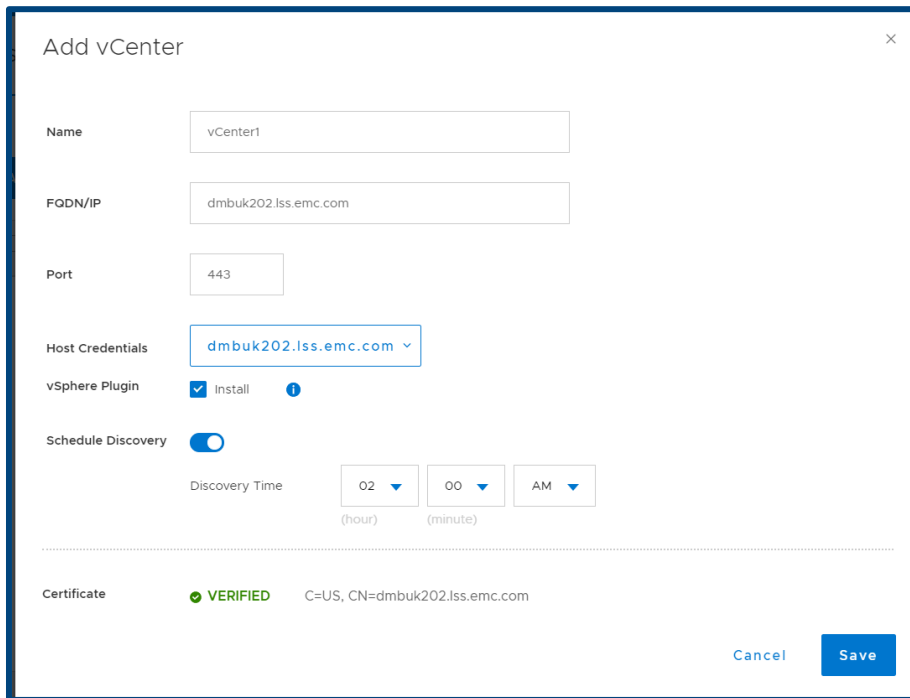 Add vCenter
Name vCenter1
FQDN/IP dmbuk202.lss.emc.com
Port 443
Host Credentials dmbuk202.lss.emc.com
vSphere Plugin Install
Schedule Discovery
Discovery Time 02 00 AM
(hour) (minute)
Certificate VERIFIED C=US, CN=dmbuk202.lss.emc.com
Cancel Save